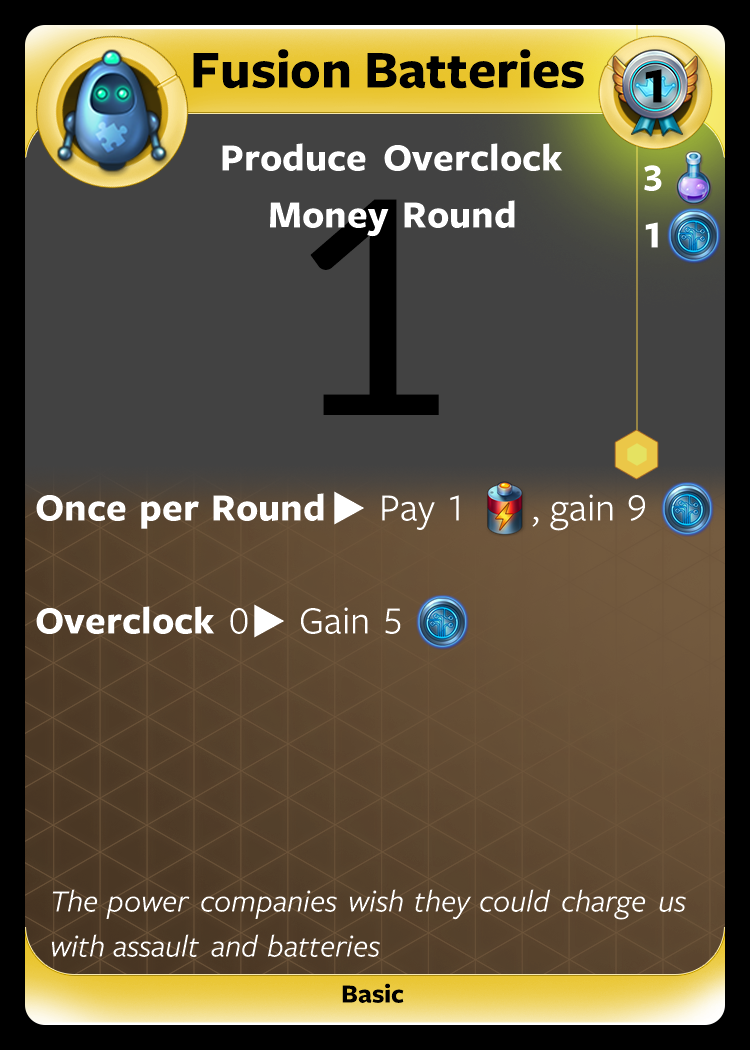 Fusion Batteries
1
Produce Overclock
3
Money Round
1
1
Once per Round▶ Pay 1 , gain 9
Overclock 0▶ Gain 5
The power companies wish they could charge us
with assault and batteries
Basic